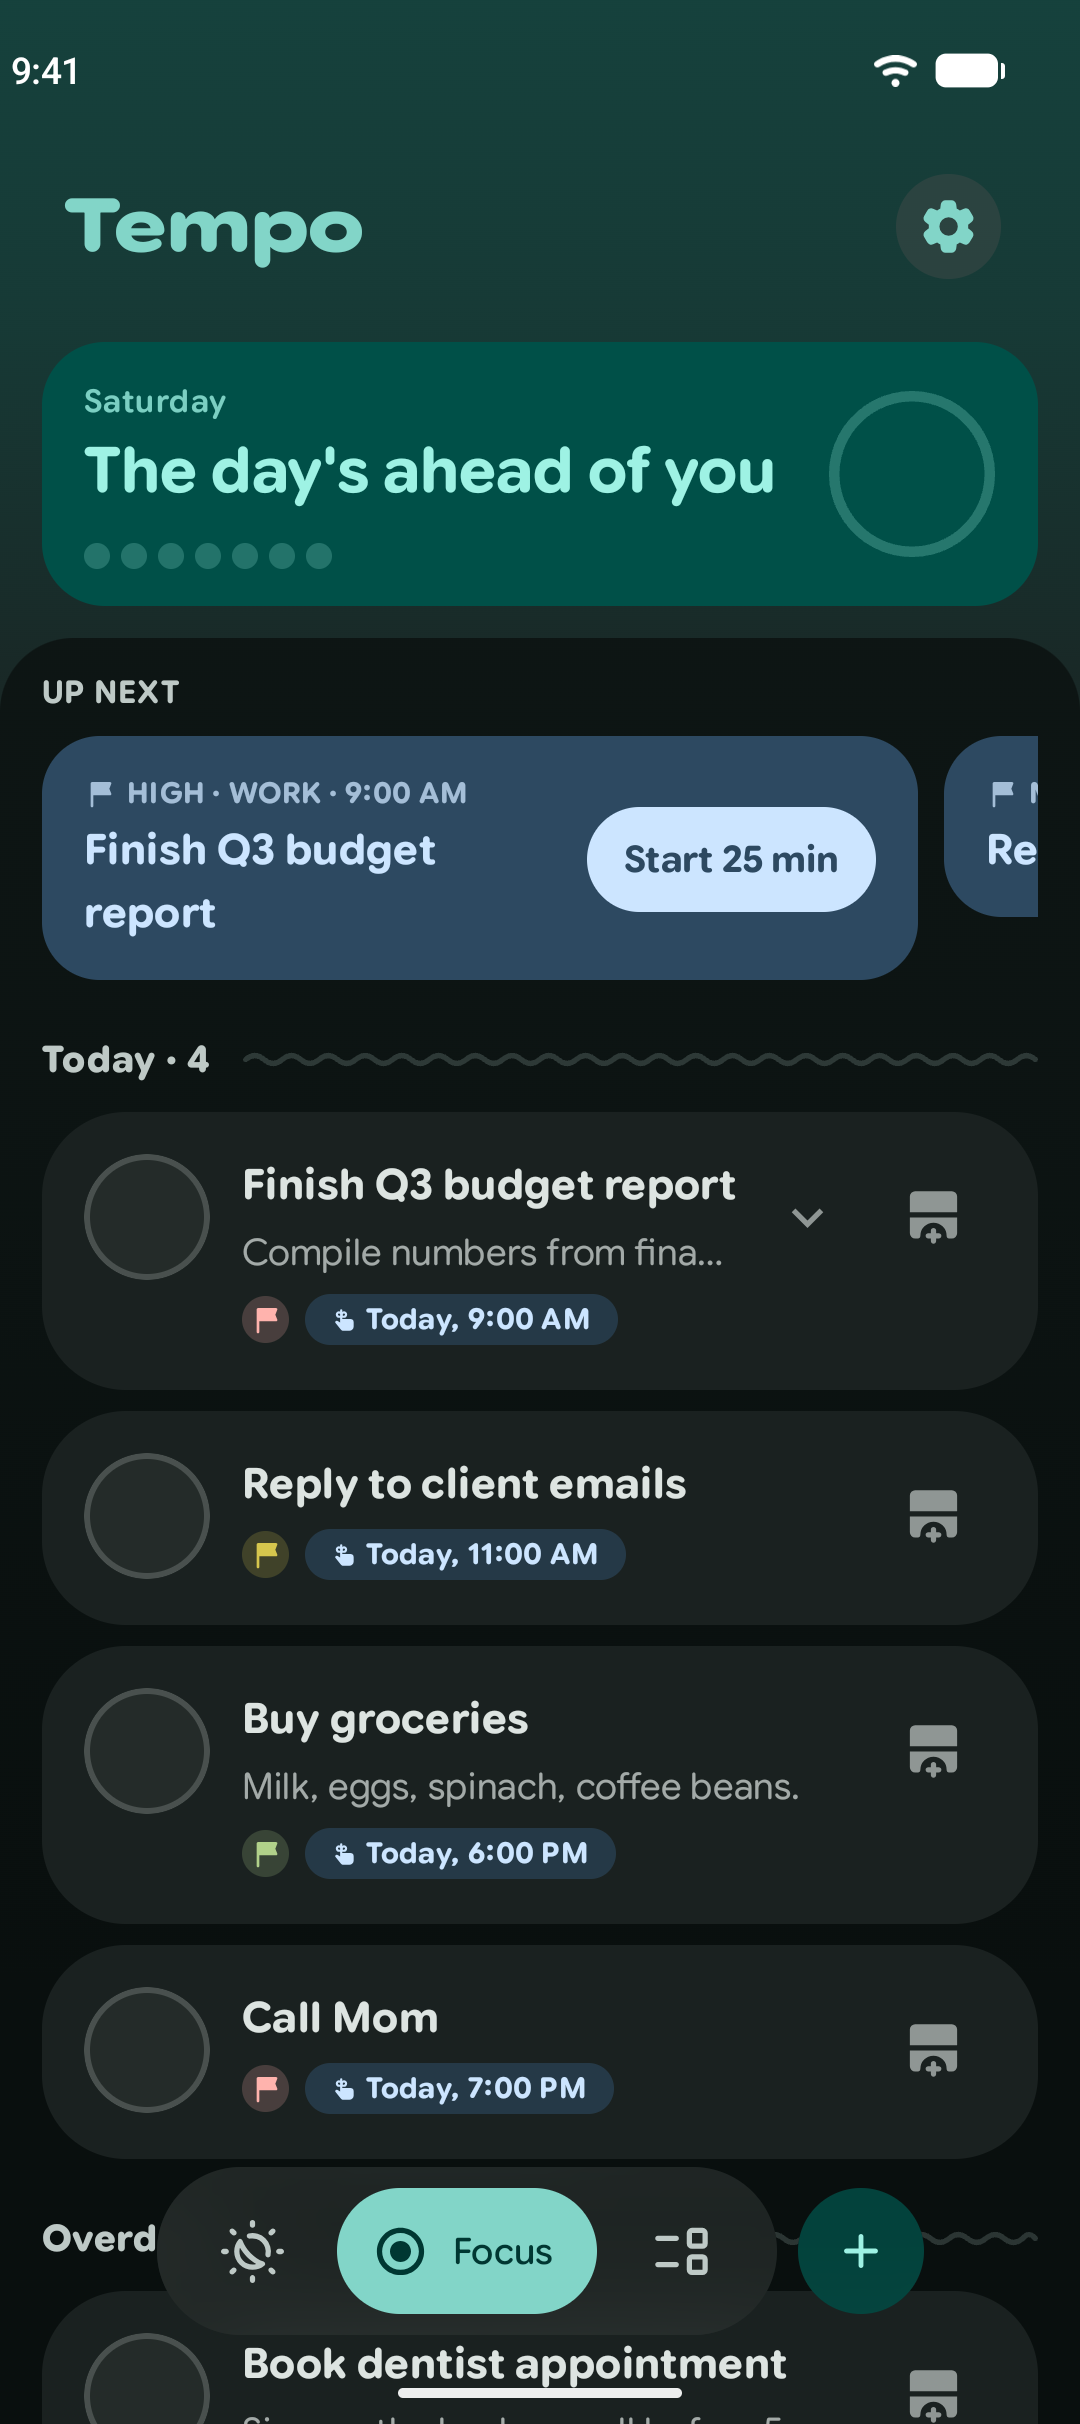 9:41
Tempo
Saturday
The day's ahead of you
UP NEXT
HIGH · WORK · 9:00 AM
Finish Q3 budget
report
Start 25 min
Re
Today · 4
Finish Q3 budget report
Compile numbers from fina...
Today, 9:00 AM
Reply to client emails
Today, 11:00 AM
Buy groceries
Milk, eggs, spinach, coffee beans.
Today, 6:00 PM
Call Mom
Today, 7:00 PM
Overd
Focus
Book dentist appointment